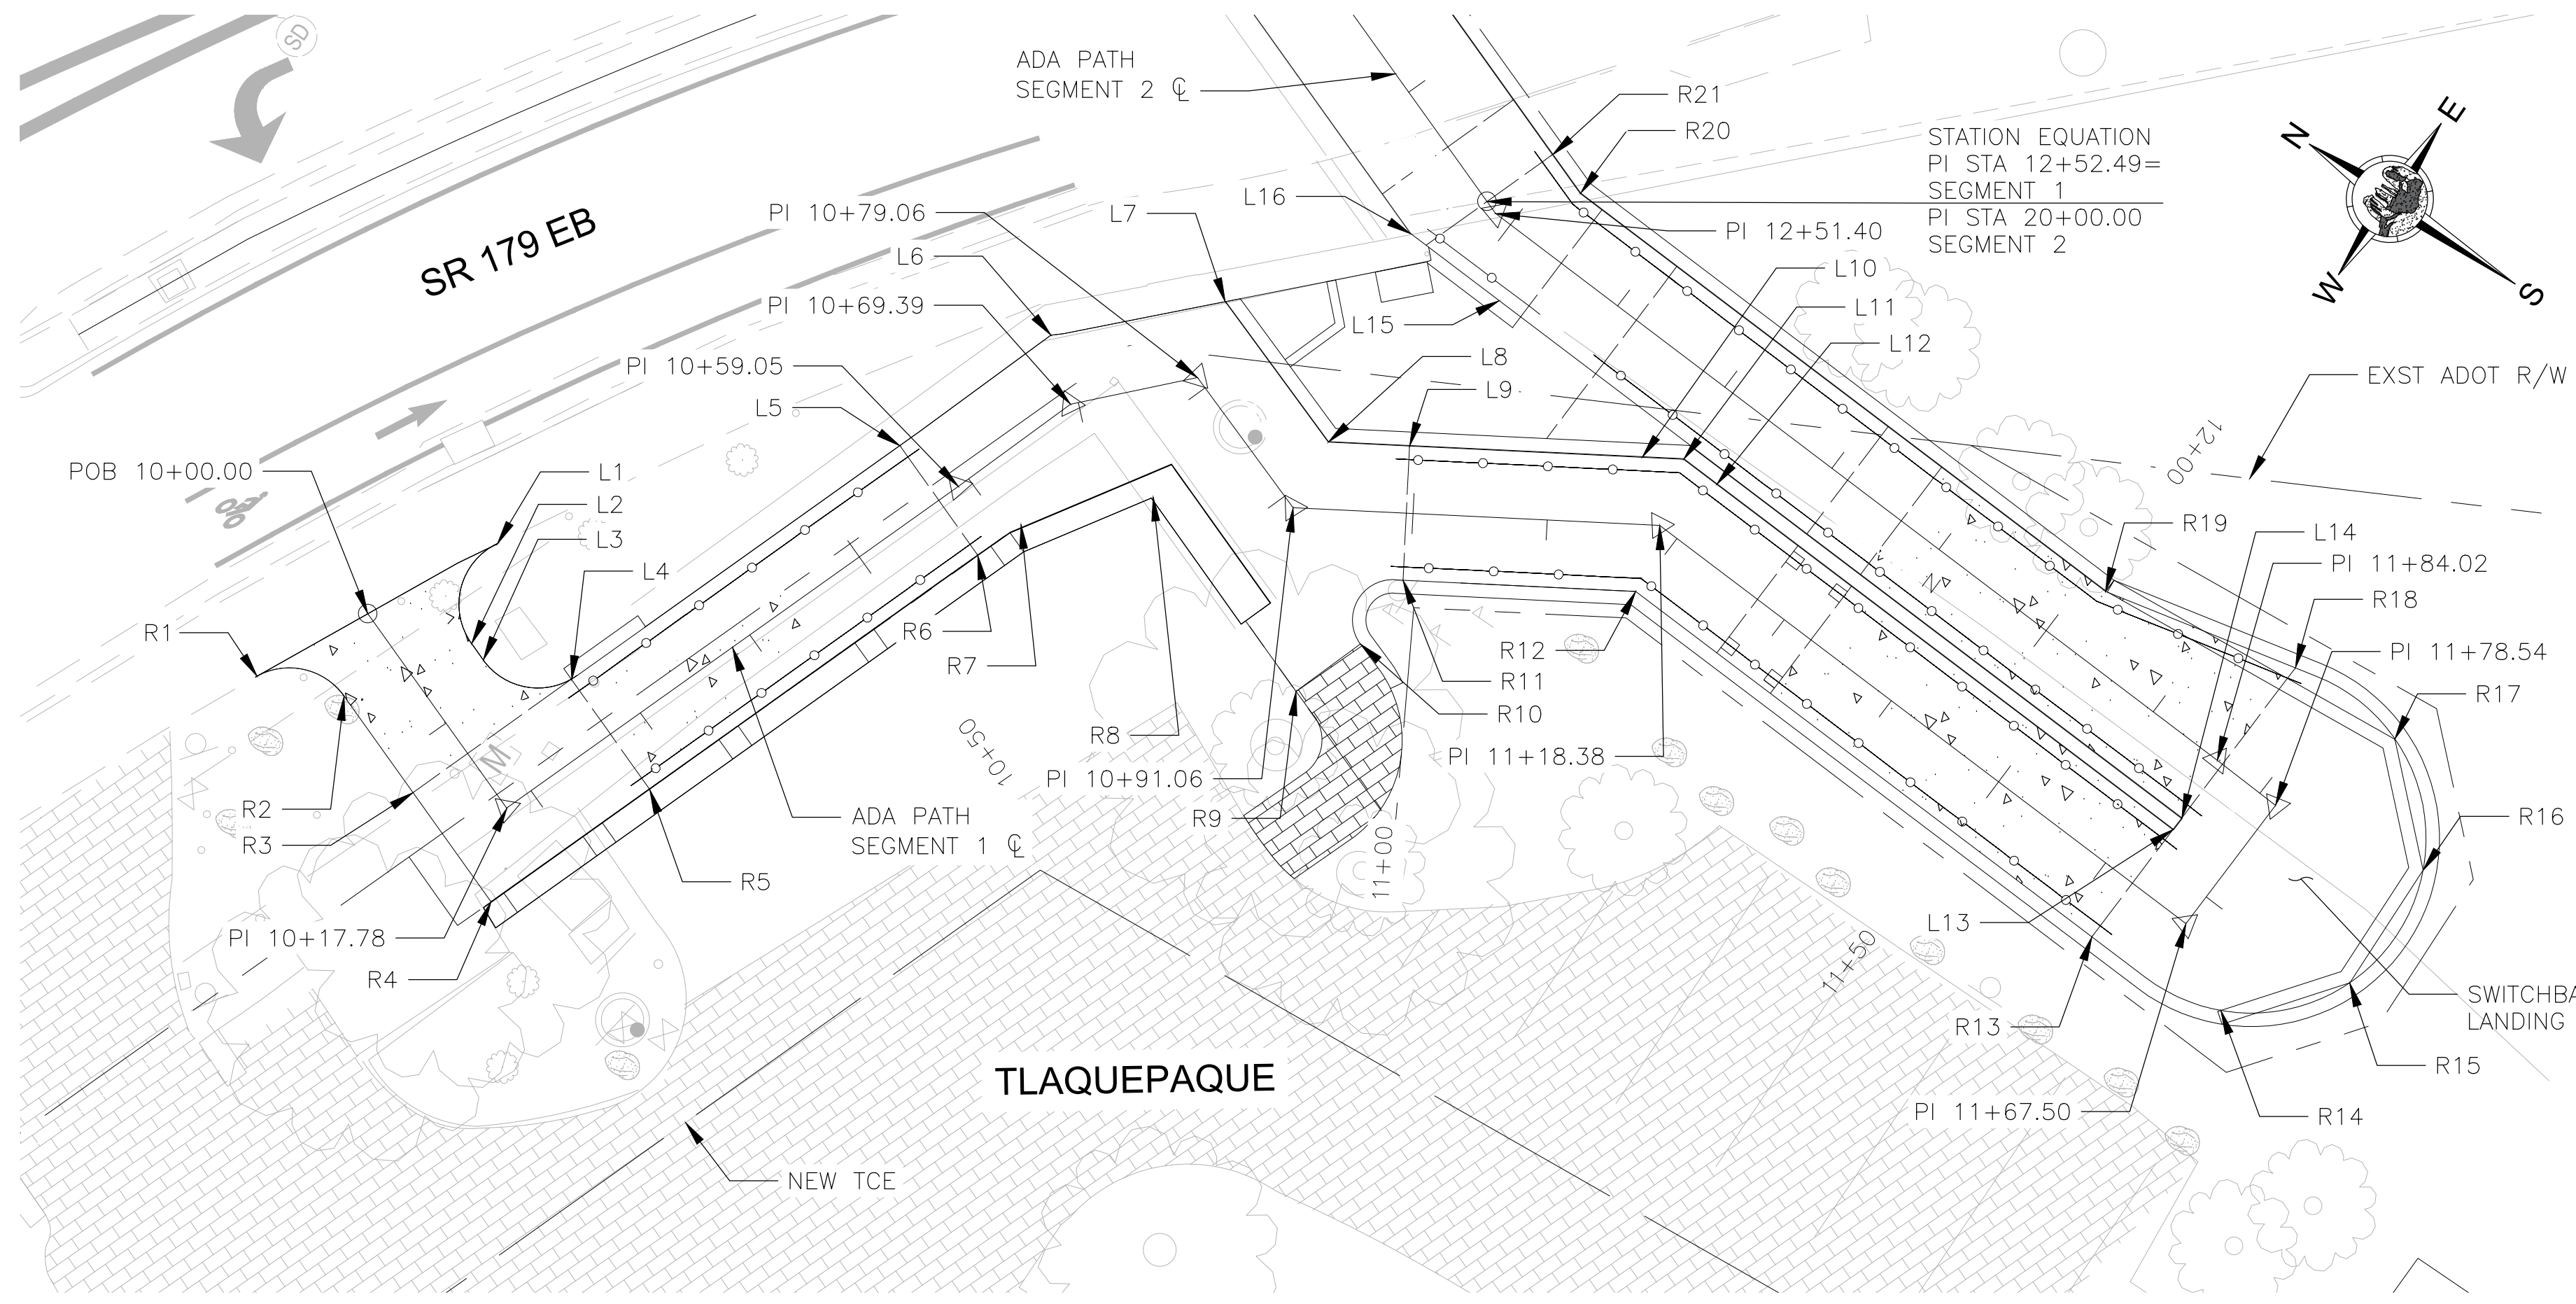 SD
ADA PATH
SEGMENT 2 ℄
R21
R20
STATION EQUATION
PI STA 12+52.49=
SEGMENT 1
PI STA 20+00.00
SEGMENT 2
N
E
W
S
SR 179 EB
PI 10+79.06
L7
L16
PI 12+51.40
L6
L10
PI 10+69.39
L15
L11
L12
PI 10+59.05
L8
EXST ADOT R/W
L5
L9
12+00
POB 10+00.00
L1
L2
L3
L4
R19
L14
PI 11+84.02
R18
R1
R6
R7
R12
R11
R10
PI 11+78.54
R17
R8
10+50
PI 11+18.38
PI 10+91.06
M
R2
R3
ADA PATH
SEGMENT 1 ℄
R9
R16
11+00
R5
L13
PI 10+17.78
R4
11+50
SWITCHBA
LANDING
R13
R15
TLAQUEPAQUE
PI 11+67.50
R14
NEW TCE